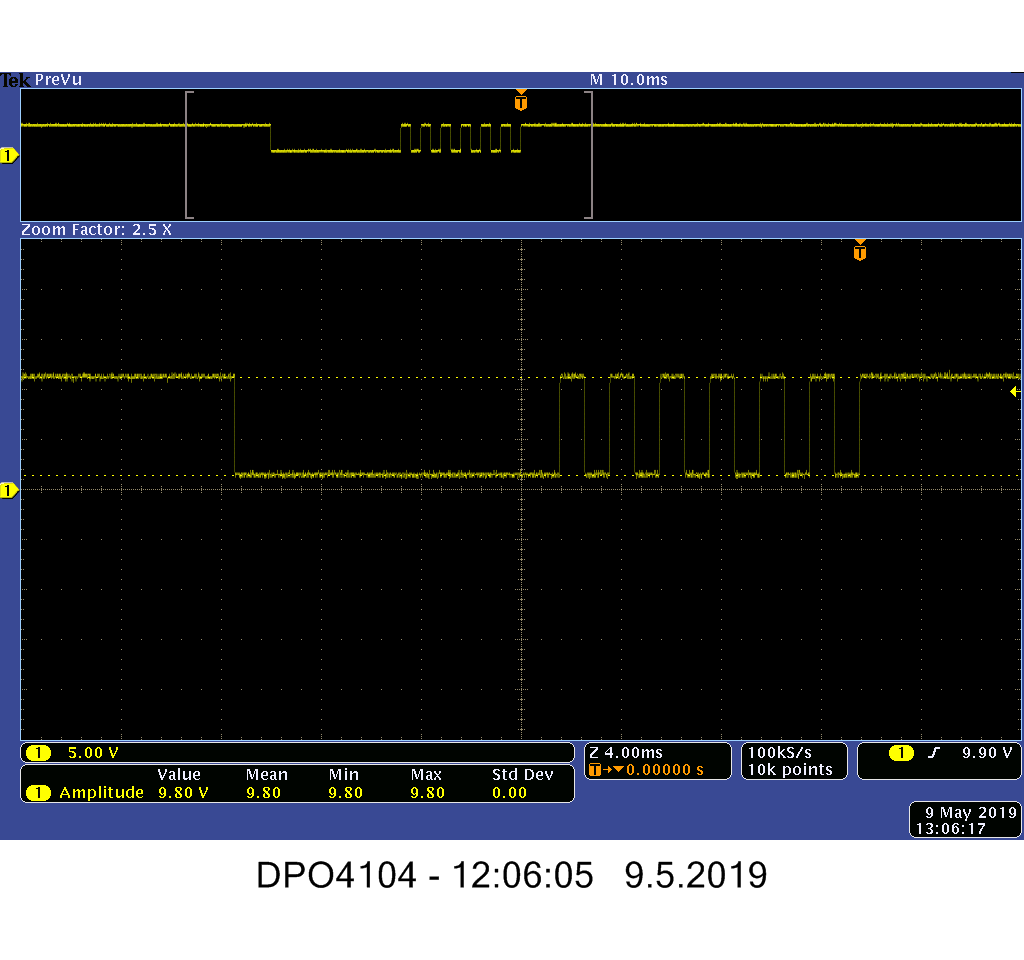 Tek PreVu M 10.0ms
T
1
Zoom Factor: 2.5 X
T
1
1 5.00 V
Z 4.00ms
T→▼0.00000 s
100kS/s
10k points
1 9.90 V
Value Mean Min Max Std Dev
1 Amplitude 9.80 V 9.80 9.80 9.80 0.00
9 May 2019
13:06:17
DPO4104 - 12:06:05 9.5.2019